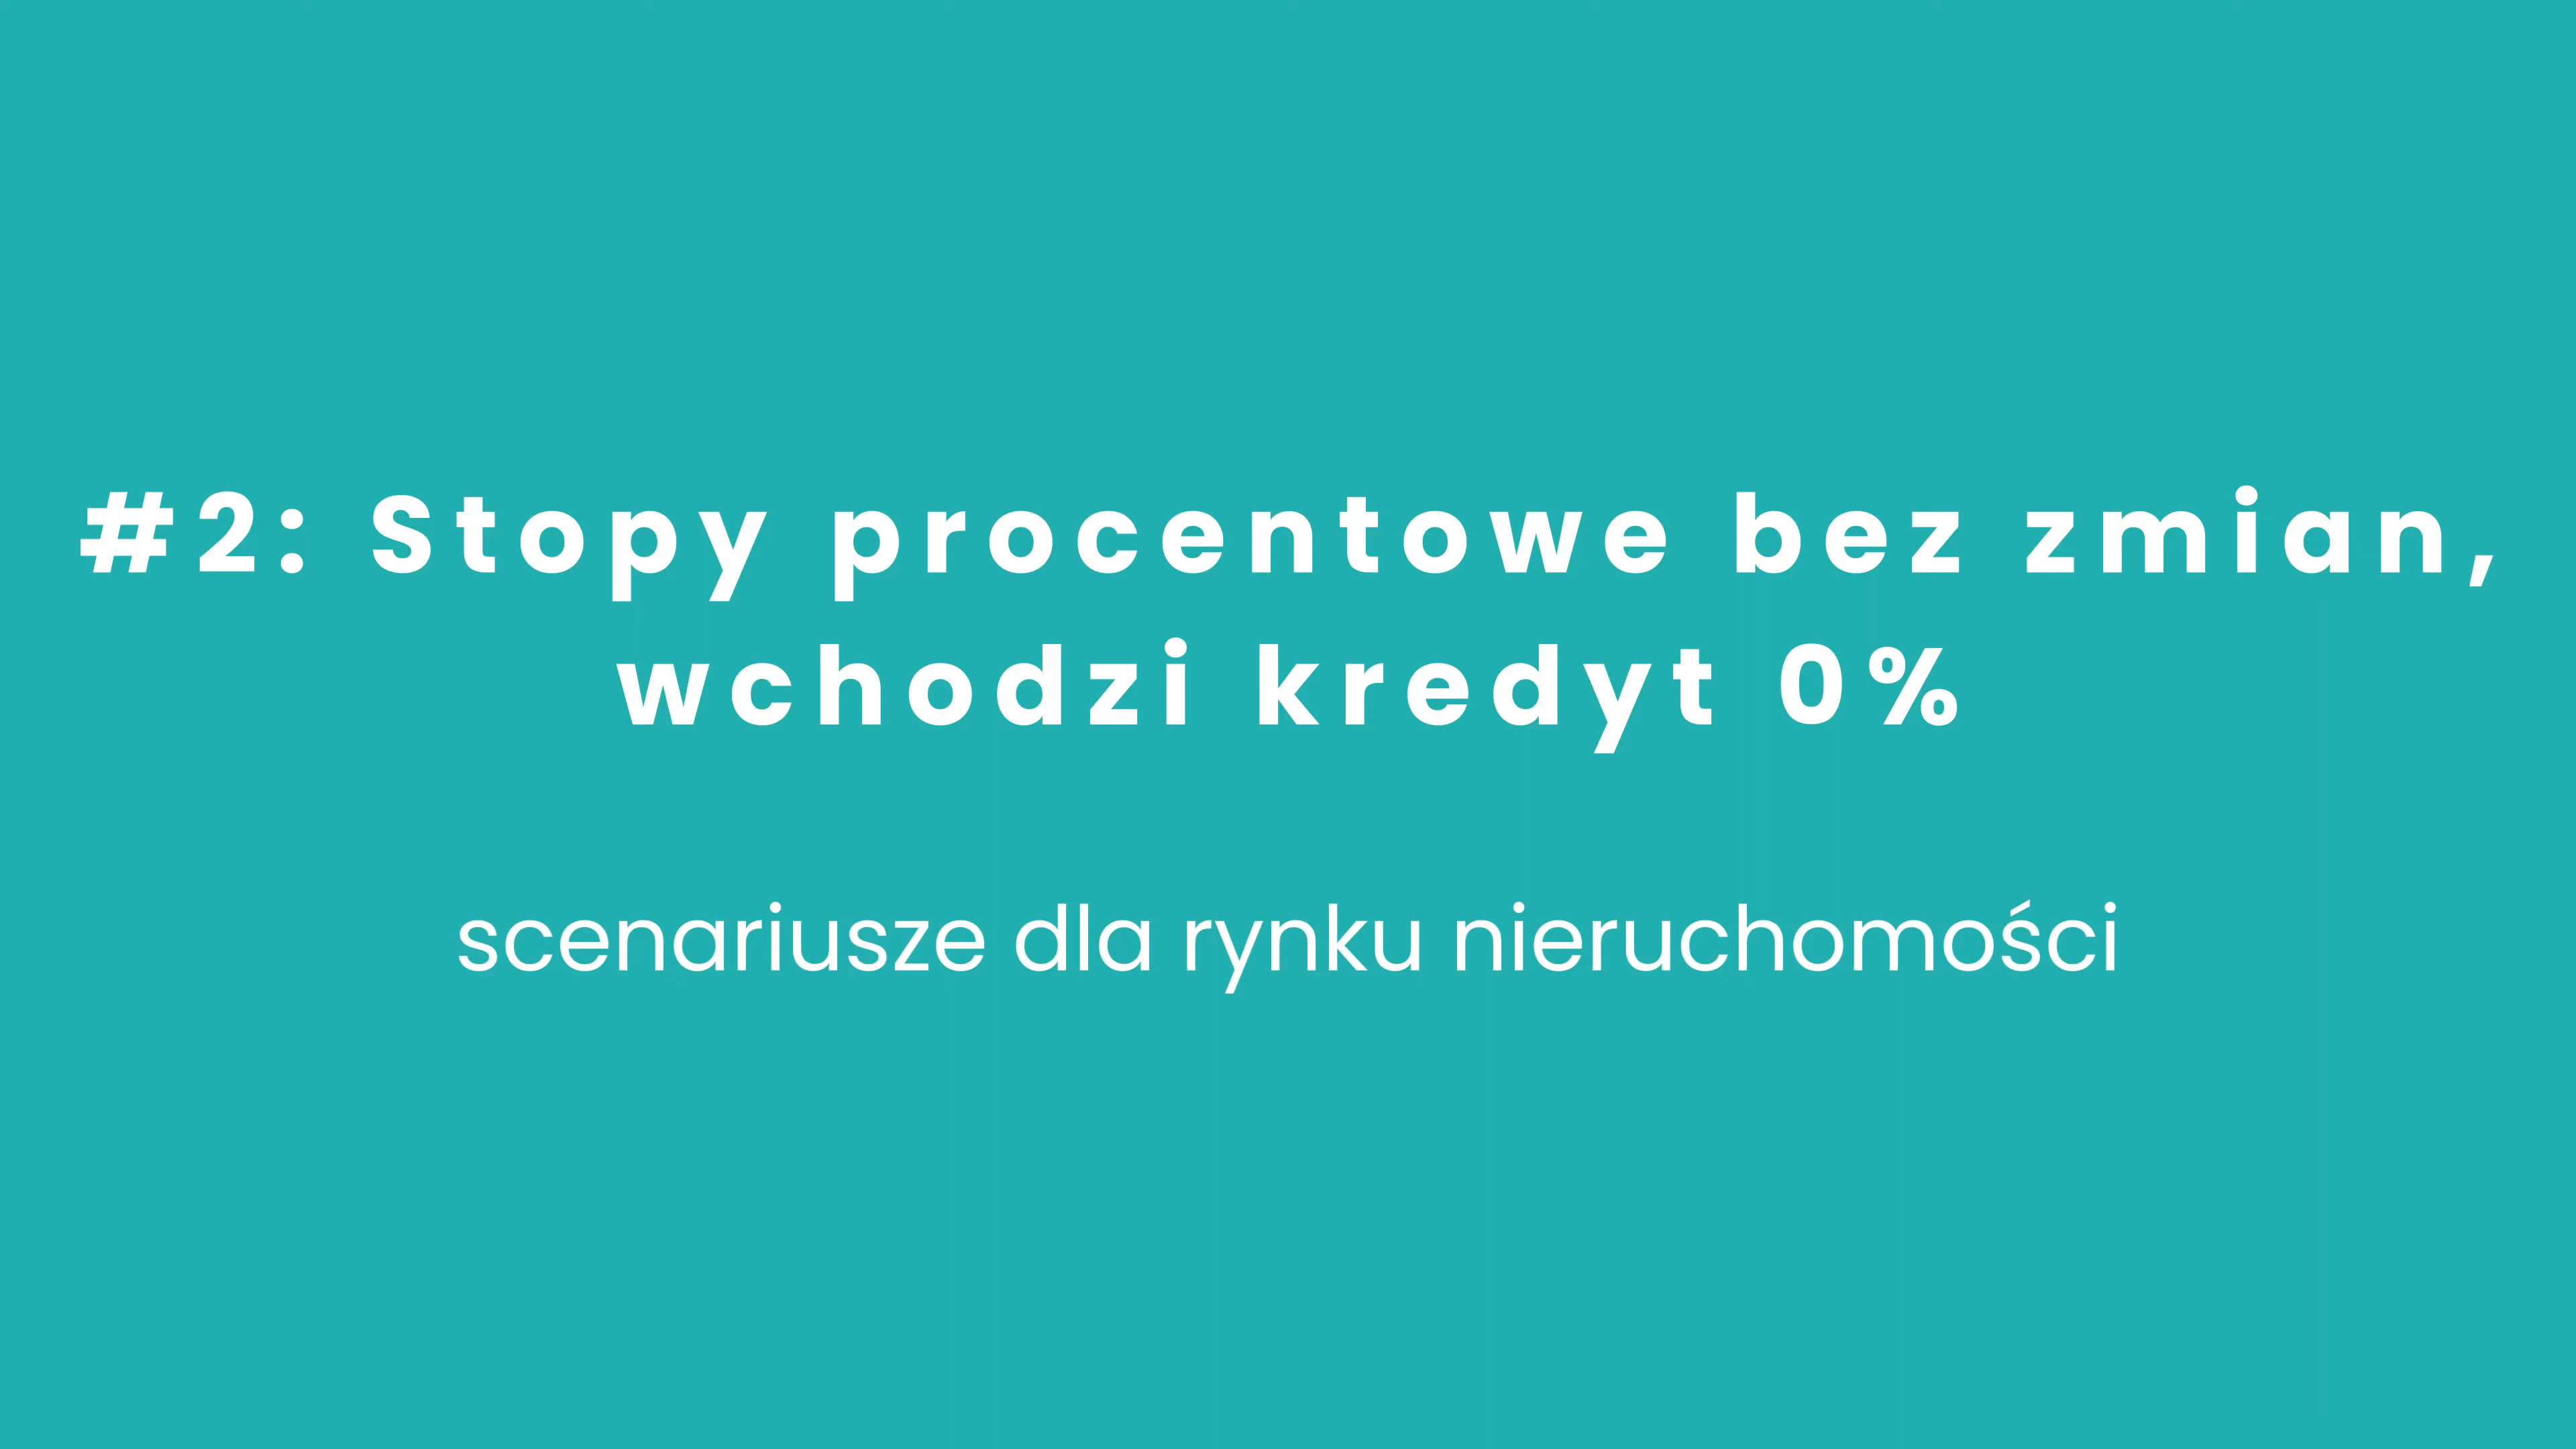 #2: Stopy procentowe bez zmian,
wchodzi kredyt 0%
scenariusze dla rynku nieruchomości